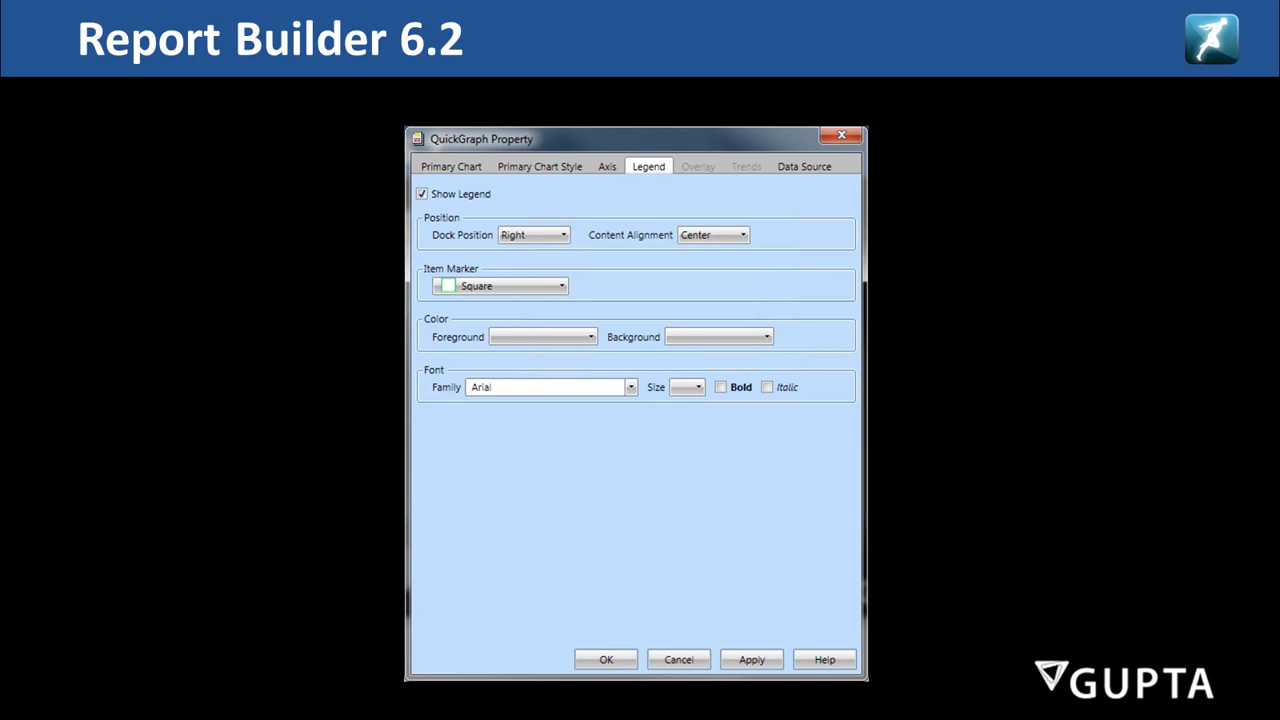 Report Builder 6.2
QuickGraph Property
Primary Chart Primary Chart Style Axis Legend Overlay Trends Data Source
Show Legend
Position
Dock Position Right Content Alignment Center
Item Marker
Square
Color
Foreground Background
Font
Family Arial Size Bold Italic
OK Cancel Apply Help
GUPTA